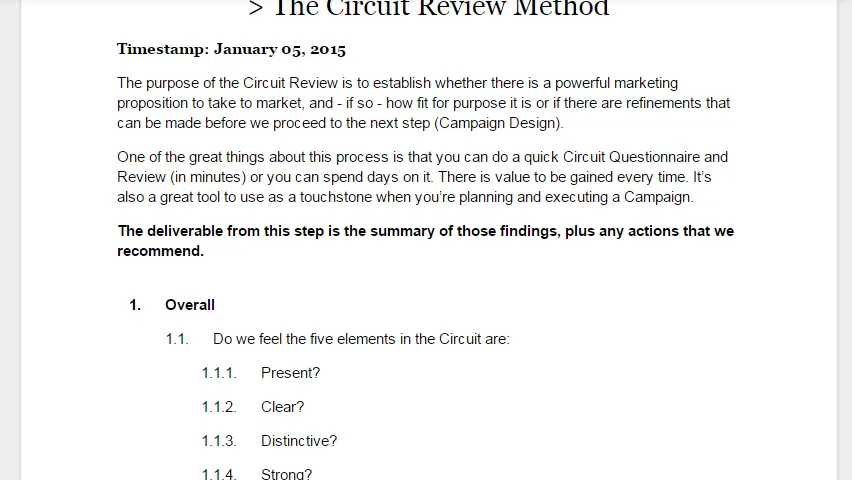 > The Circuit Review Method
Timestamp: January 05, 2015
The purpose of the Circuit Review is to establish whether there is a powerful marketing
proposition to take to market, and - if so - how fit for purpose it is or if there are refinements that
can be made before we proceed to the next step (Campaign Design).
One of the great things about this process is that you can do a quick Circuit Questionnaire and
Review (in minutes) or you can spend days on it. There is value to be gained every time. It’s
also a great tool to use as a touchstone when you’re planning and executing a Campaign.
The deliverable from this step is the summary of those findings, plus any actions that we
recommend.
1. Overall
1.1. Do we feel the five elements in the Circuit are:
1.1.1. Present?
1.1.2. Clear?
1.1.3. Distinctive?
1.1.4. Strong?